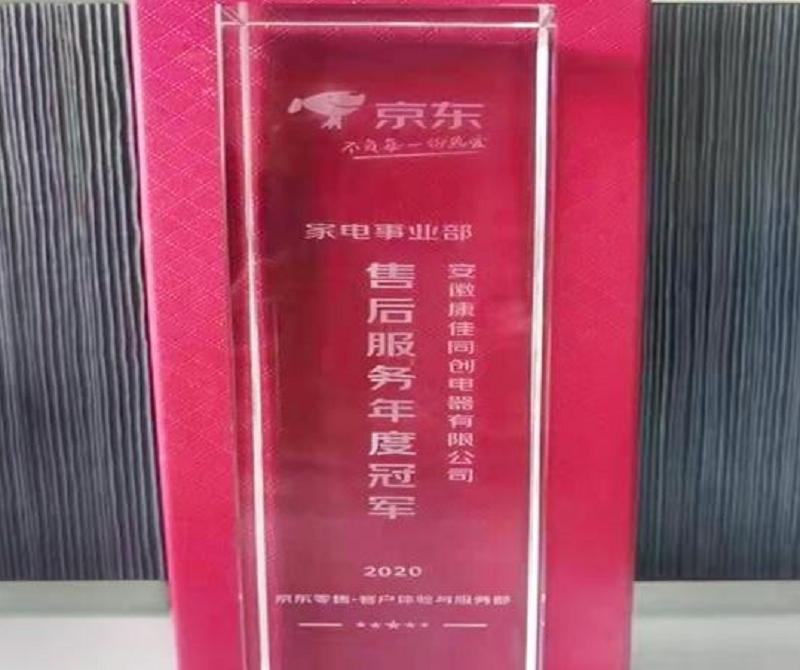 京东
不负每一份热爱
家电事业部
安徽康佳同创电器有限公司
售后服务年度冠军
2020
京东零售-客户体验与服务部